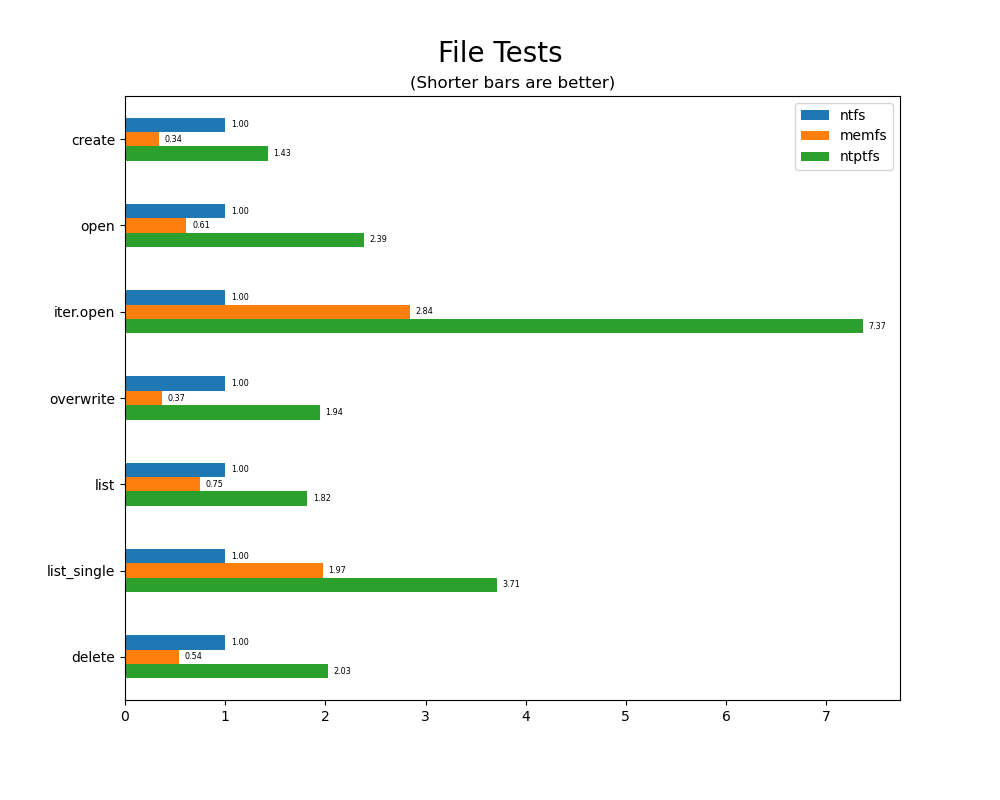 File Tests
(Shorter bars are better)
ntfs
memfs
ntptfs
create
1.00
0.34
1.43
open
1.00
0.61
2.39
iter.open
1.00
2.84
7.37
overwrite
1.00
0.37
1.94
list
1.00
0.75
1.82
list_single
1.00
1.97
3.71
delete
1.00
0.54
2.03
0 1 2 3 4 5 6 7